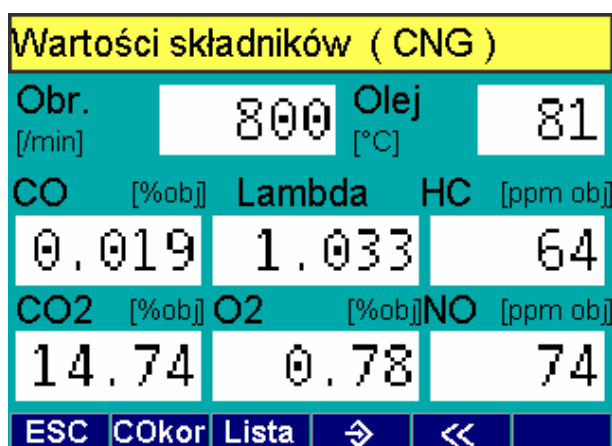 Wartości składników ( CNG )
Obr. 800 Olej 81
[/min] [°C]
CO [%obj] Lambda HC [ppm obj]
0.019 1.033 64
CO2 [%obj] O2 [%obj] NO [ppm obj]
14.74 0.78 74
ESC COkor Lista <<